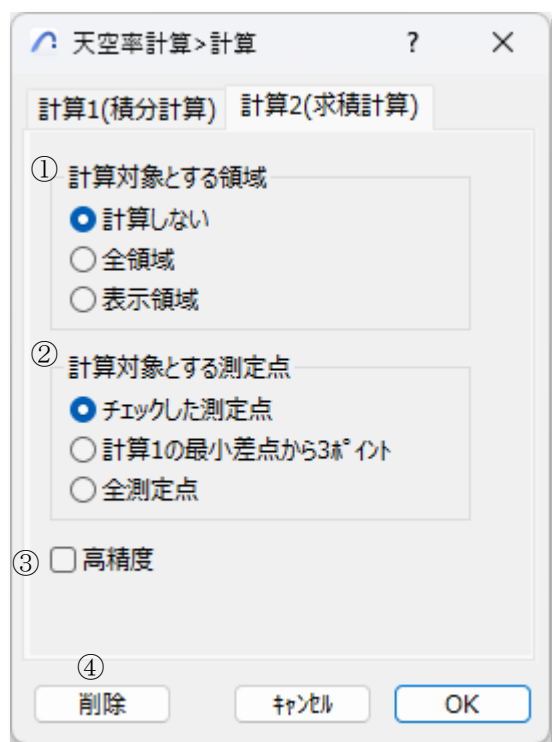 天空率計算>計算 ? ×
計算1(積分計算) 計算2(求積計算)
① 計算対象とする領域
計算しない
全領域
表示領域
② 計算対象とする測定点
チェックした測定点
計算1の最小差点から3ﾎﾟｲﾝﾄ
全測定点
③ 高精度
④
削除 ｷｬﾝｾﾙ OK